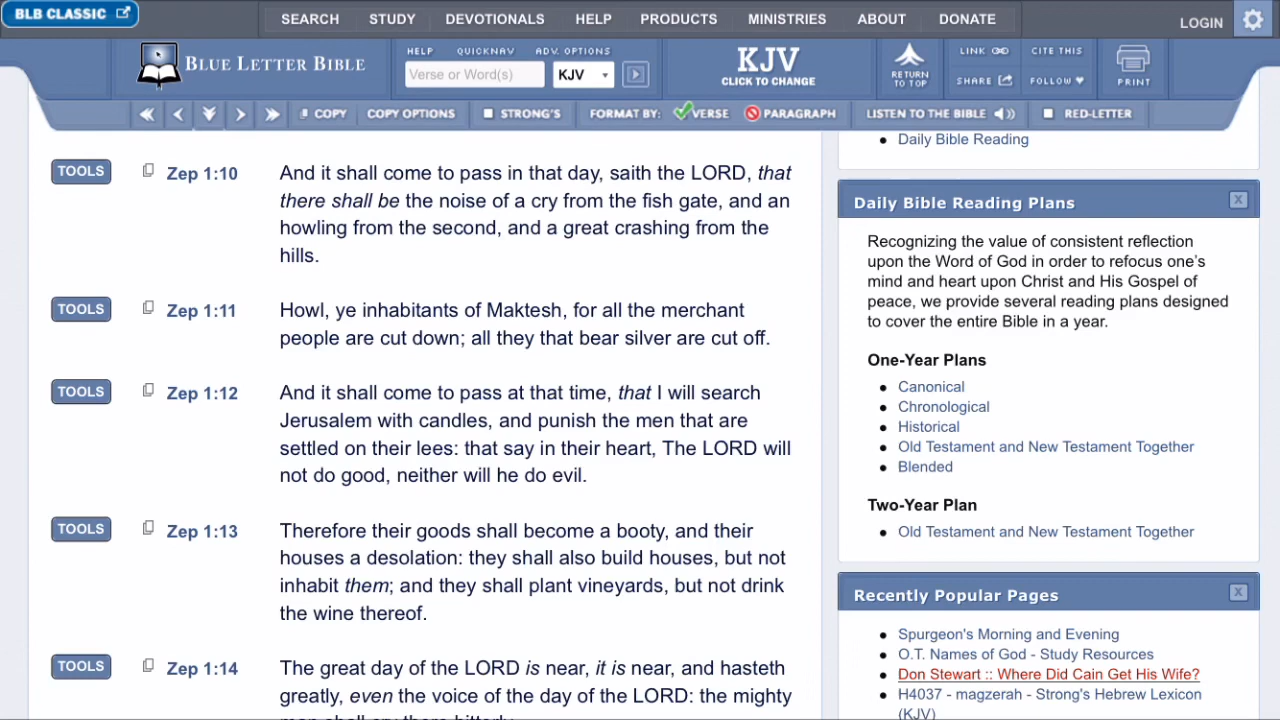 BLB CLASSIC
SEARCH STUDY DEVOTIONALS HELP PRODUCTS MINISTRIES ABOUT DONATE
LOGIN
BLUE LETTER BIBLE
HELP QUICKNAV ADV. OPTIONS
Verse or Word(s) KJV
KJV
CLICK TO CHANGE
RETURN
TO TOP
LINK CITE THIS
SHARE FOLLOW
PRINT
COPY COPY OPTIONS STRONG'S FORMAT BY: VERSE PARAGRAPH LISTEN TO THE BIBLE RED-LETTER
TOOLS Zep 1:10 And it shall come to pass in that day, saith the LORD, that
there shall be the noise of a cry from the fish gate, and an
howling from the second, and a great crashing from the
hills.
TOOLS Zep 1:11 Howl, ye inhabitants of Maktesh, for all the merchant
people are cut down; all they that bear silver are cut off.
TOOLS Zep 1:12 And it shall come to pass at that time, that I will search
Jerusalem with candles, and punish the men that are
settled on their lees: that say in their heart, The LORD will
not do good, neither will he do evil.
TOOLS Zep 1:13 Therefore their goods shall become a booty, and their
houses a desolation: they shall also build houses, but not
inhabit them; and they shall plant vineyards, but not drink
the wine thereof.
TOOLS Zep 1:14 The great day of the LORD is near, it is near, and hasteth
greatly, even the voice of the day of the LORD: the mighty
man shall cry there bitterly.
Daily Bible Reading
Daily Bible Reading Plans X
Recognizing the value of consistent reflection
upon the Word of God in order to refocus one's
mind and heart upon Christ and His Gospel of
peace, we provide several reading plans designed
to cover the entire Bible in a year.
One-Year Plans
Canonical
Chronological
Historical
Old Testament and New Testament Together
Blended
Two-Year Plan
Old Testament and New Testament Together
Recently Popular Pages X
Spurgeon's Morning and Evening
O.T. Names of God - Study Resources
Don Stewart :: Where Did Cain Get His Wife?
H4037 - magzerah - Strong's Hebrew Lexicon
(KJV)